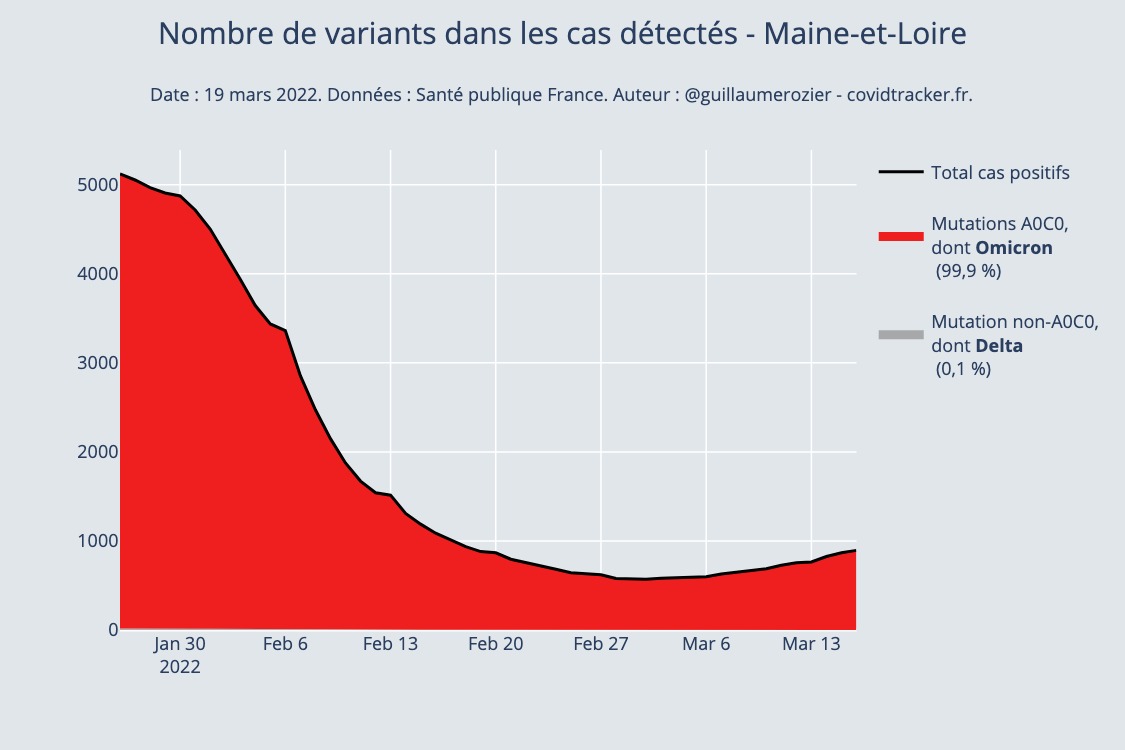 Nombre de variants dans les cas détectés - Maine-et-Loire
Date : 19 mars 2022. Données : Santé publique France. Auteur : @guillaumerozier - covidtracker.fr.
Total cas positifs
Mutations A0C0,
dont Omicron
(99,9 %)
Mutation non-A0C0,
dont Delta
(0,1 %)
5000
4000
3000
2000
1000
0
Jan 30
2022
Feb 6
Feb 13
Feb 20
Feb 27
Mar 6
Mar 13